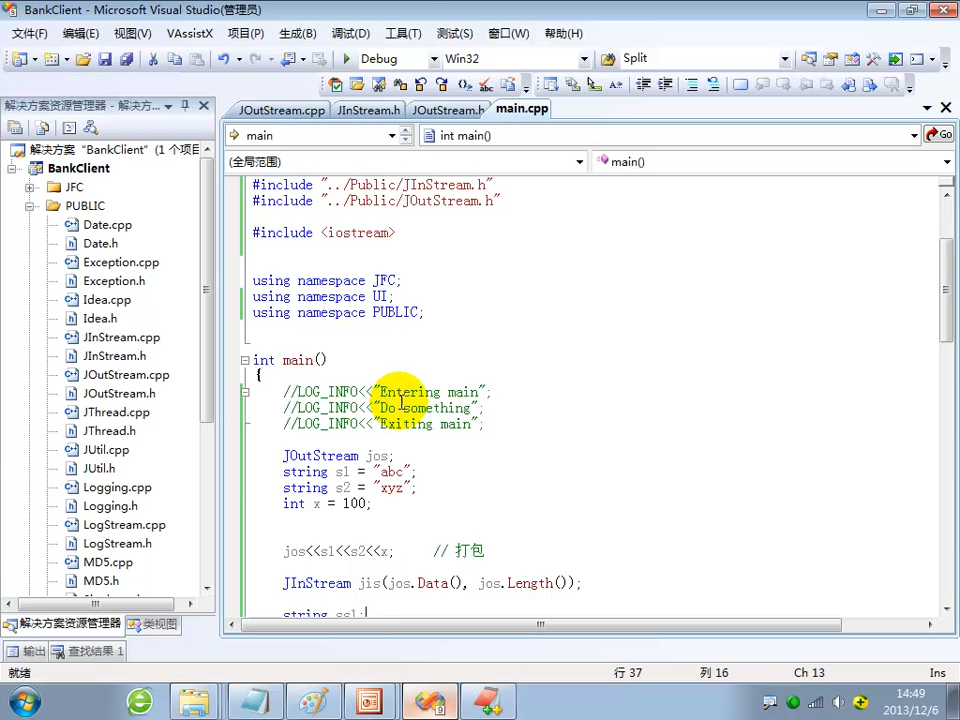 BankClient - Microsoft Visual Studio(管理员)
文件(F) 编辑(E) 视图(V) VAssistX 项目(P) 生成(B) 调试(D) 工具(T) 测试(S) 窗口(W) 帮助(H)
Debug Win32 Split
解决方案资源管理器 - 解决方...
JOutStream.cpp JInStream.h JOutStream.h main.cpp
main int main() Go
(全局范围) main()
解决方案 "BankClient" (1 个项目
BankClient
JFC
PUBLIC
Date.cpp
Date.h
Exception.cpp
Exception.h
Idea.cpp
Idea.h
JInStream.cpp
JInStream.h
JOutStream.cpp
JOutStream.h
JThread.cpp
JThread.h
JUtil.cpp
JUtil.h
Logging.cpp
Logging.h
LogStream.cpp
LogStream.h
MD5.cpp
MD5.h
#include "../Public/JInStream.h"
#include "../Public/JOutStream.h"
#include <iostream>
using namespace JFC;
using namespace UI;
using namespace PUBLIC;
int main()
{
//LOG_INFO<<"Entering main";
//LOG_INFO<<"Do something";
//LOG_INFO<<"Exiting main";
JOutStream jos;
string s1 = "abc";
string s2 = "xyz";
int x = 100;
jos<<s1<<s2<<x; // 打包
JInStream jis(jos.Data(), jos.Length());
string ss1;
解决方案资源管理器 类视图
输出 查找结果 1
就绪 行 37 列 16 Ch 13 Ins
14:49
2013/12/6